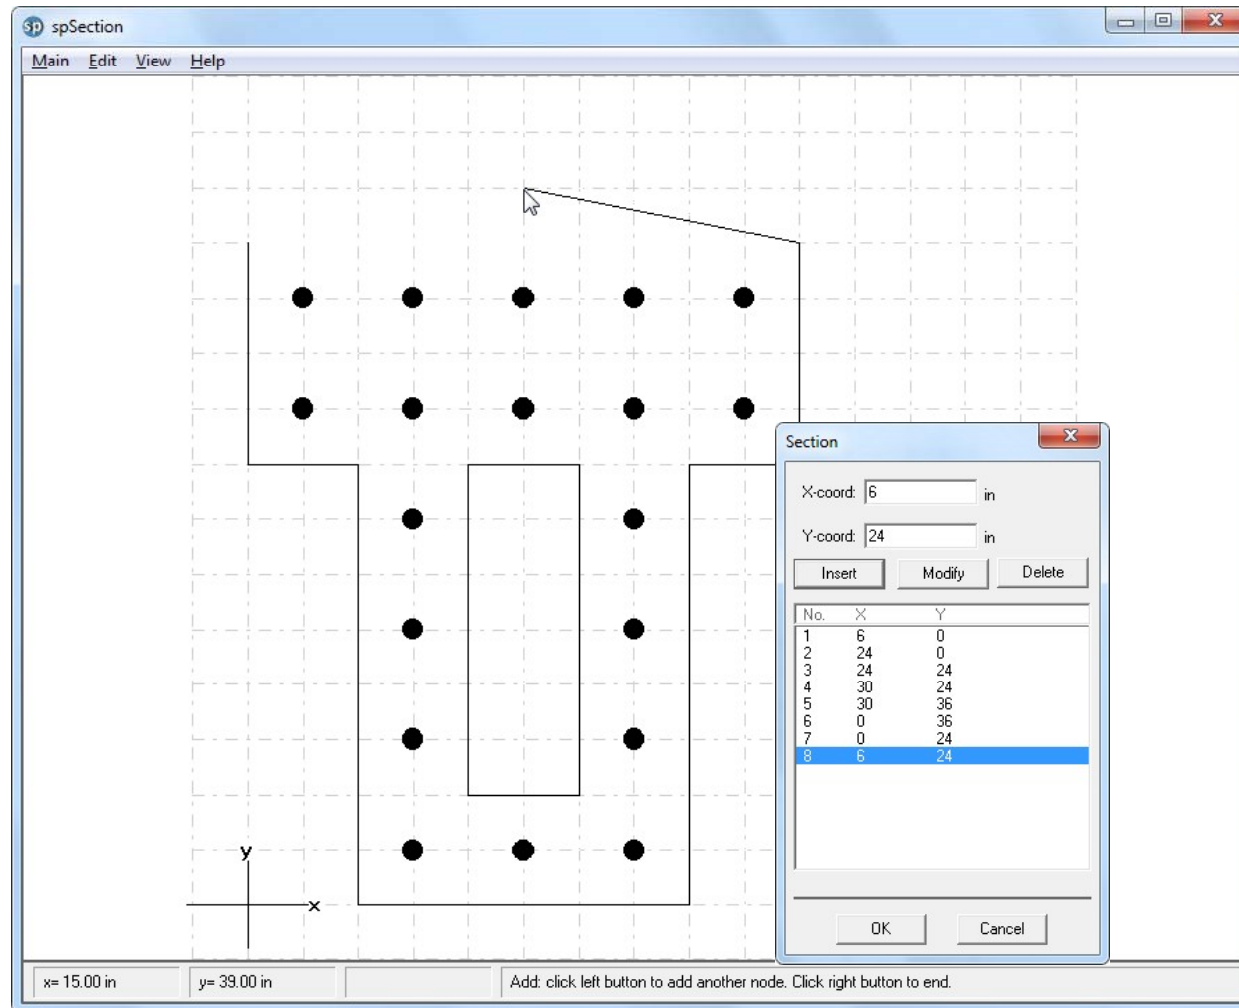 sp spSection
Main Edit View Help
Section
X-coord: 6 in
Y-coord: 24 in
Insert Modify Delete
No. X Y
1 6 0
2 24 0
3 24 24
4 30 24
5 30 36
6 0 36
7 0 24
8 6 24
y
x
OK Cancel
x= 15.00 in y= 39.00 in Add: click left button to add another node. Click right button to end.